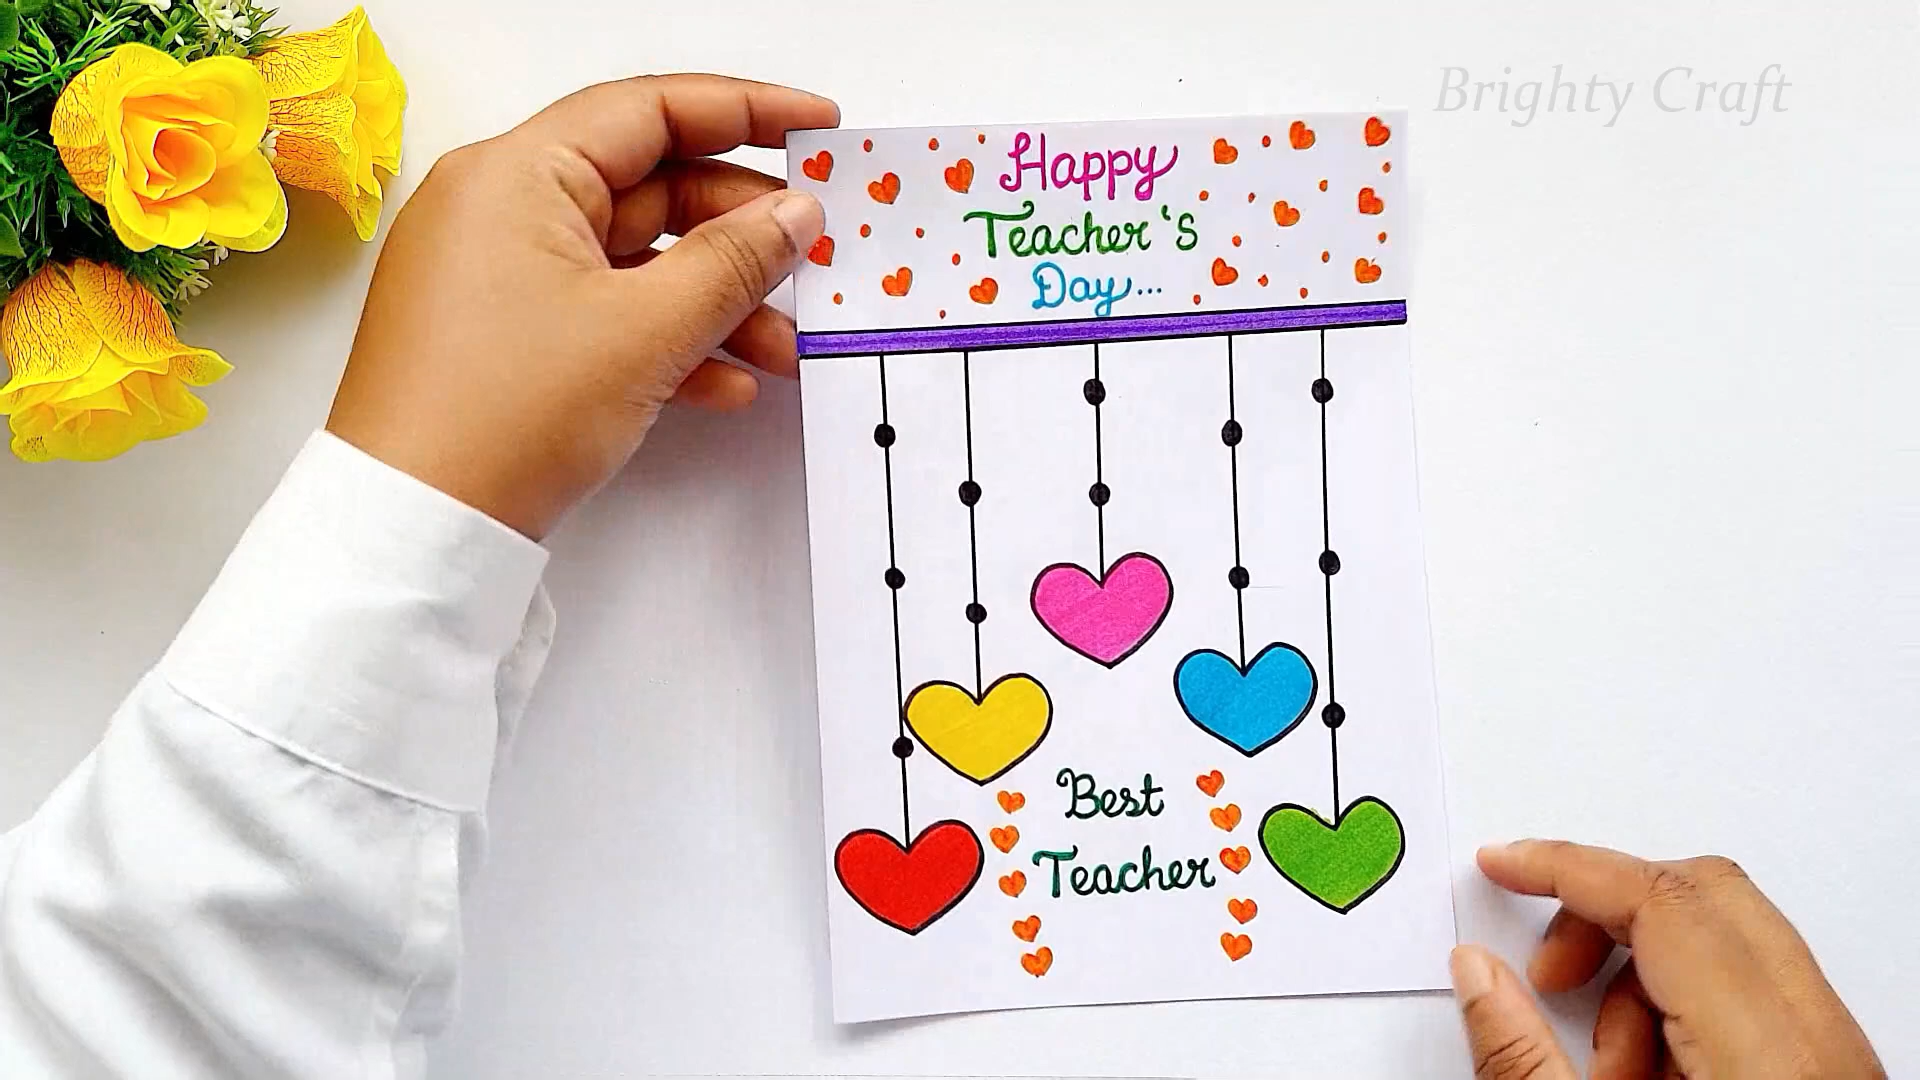 Brighty Craft
Happy
Teacher's
Day...
Best
Teacher